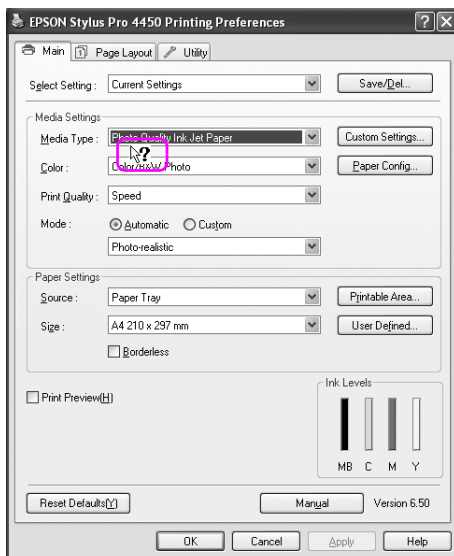 EPSON Stylus Pro 4450 Printing Preferences
Main Page Layout Utility
Select Setting : Current Settings Save/Del...
Media Settings
Media Type : Photo Quality Ink Jet Paper Custom Settings...
Color : Color/B&W Photo Paper Config...
Print Quality : Speed
Mode : Automatic Custom
Photo-realistic
Paper Settings
Source : Paper Tray Printable Area...
Size : A4 210 x 297 mm User Defined...
Borderless
Ink Levels
Print Preview(H)
MB C M Y
Reset Defaults(Y) Manual Version 6.50
OK Cancel Apply Help